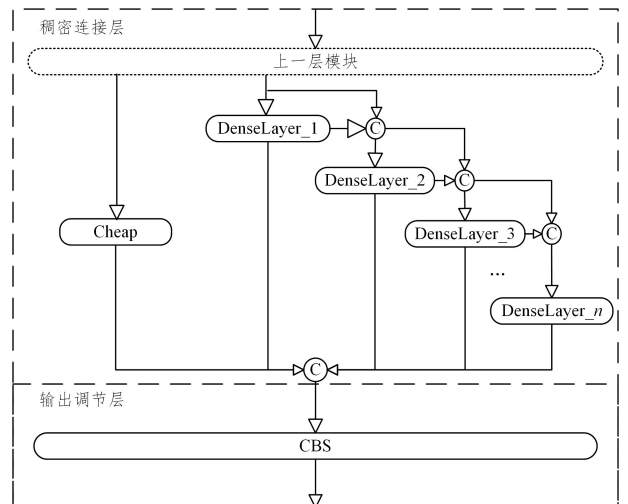 稠密连接层
上一层模块
DenseLayer_1
C
DenseLayer_2
C
Cheap
DenseLayer_3
C
...
DenseLayer_n
C
输出调节层
CBS